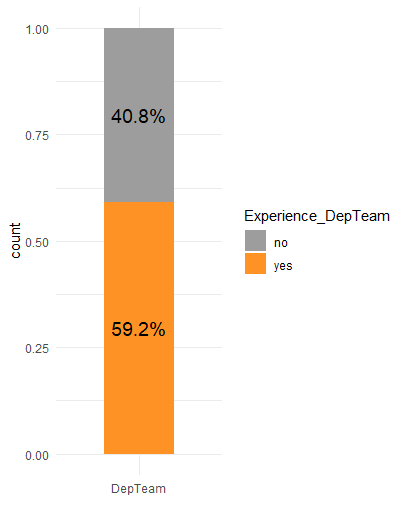 1.00
0.75
0.50
0.25
0.00
count
40.8%
59.2%
DepTeam
Experience_DepTeam
no
yes